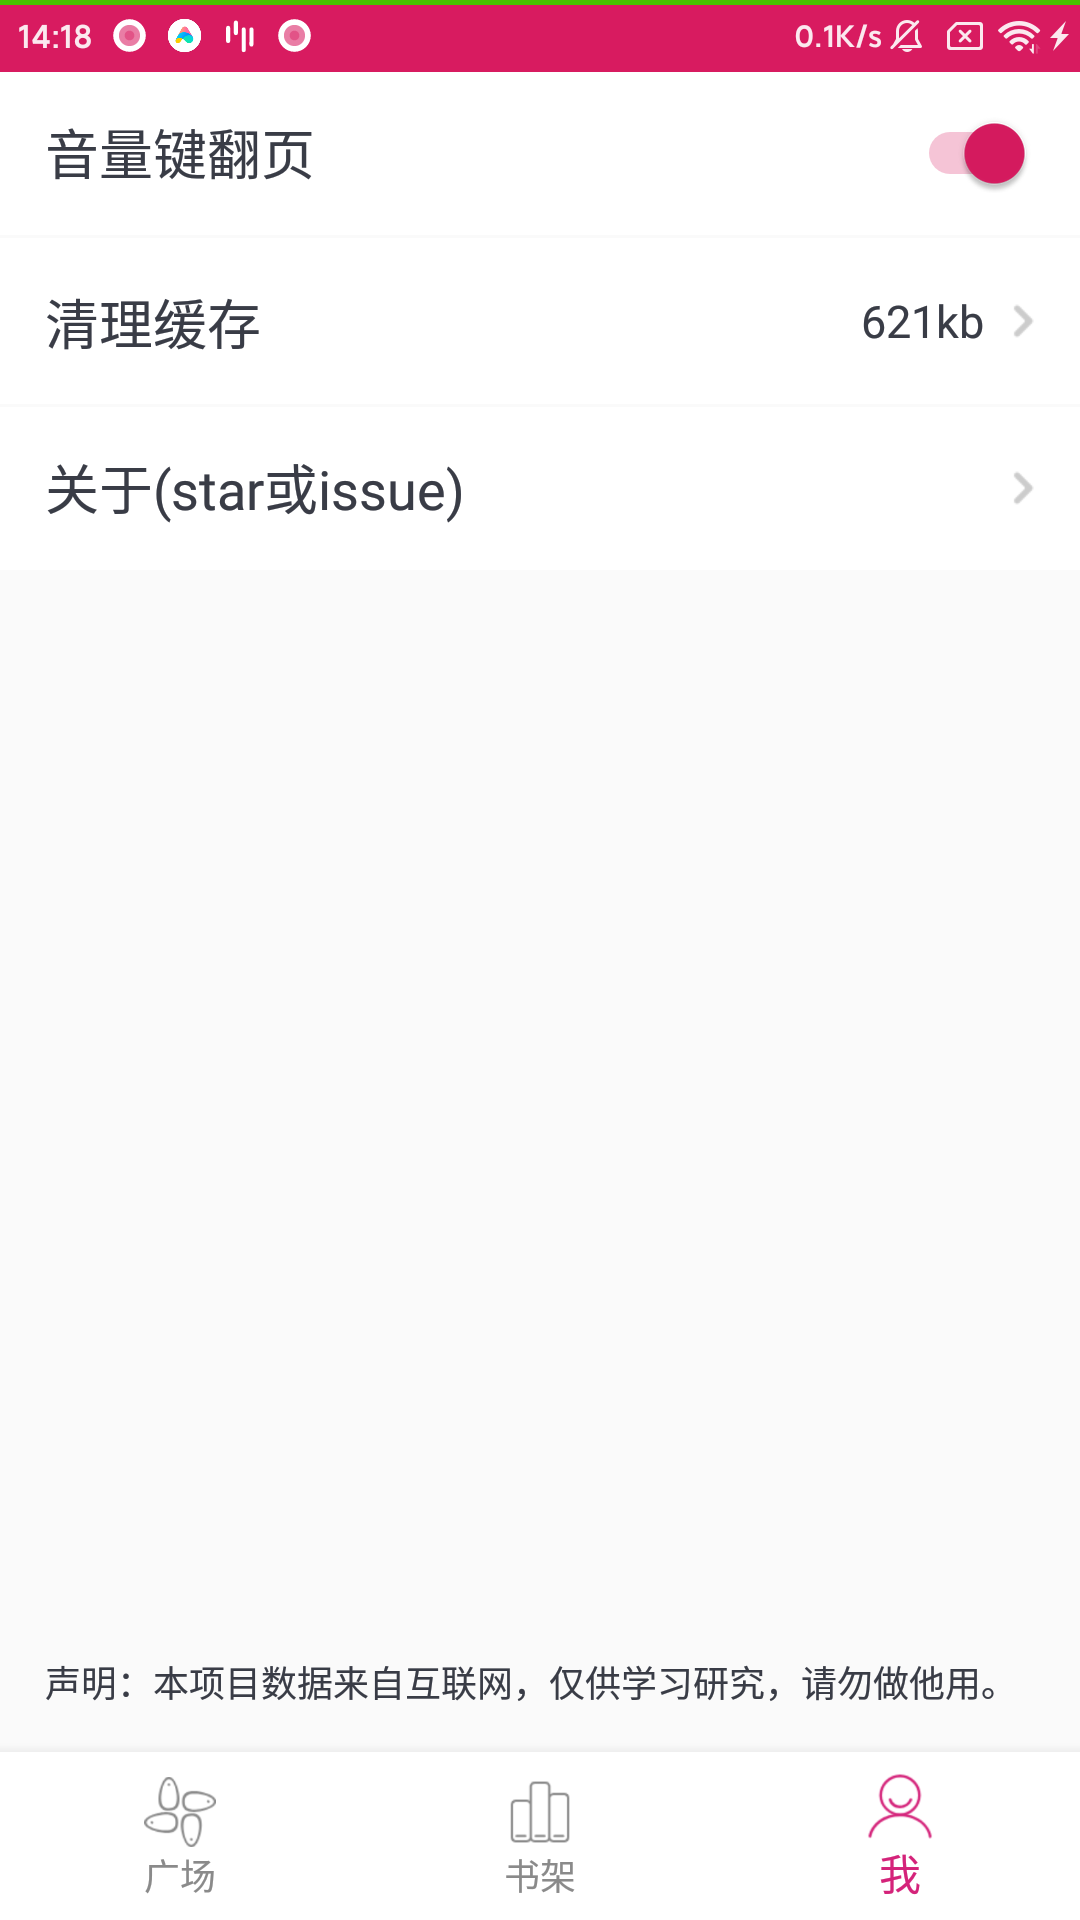 14:18 0.1K/s
音量键翻页
清理缓存 621kb
关于(star或issue)
声明：本项目数据来自互联网，仅供学习研究，请勿做他用。
广场 书架 我